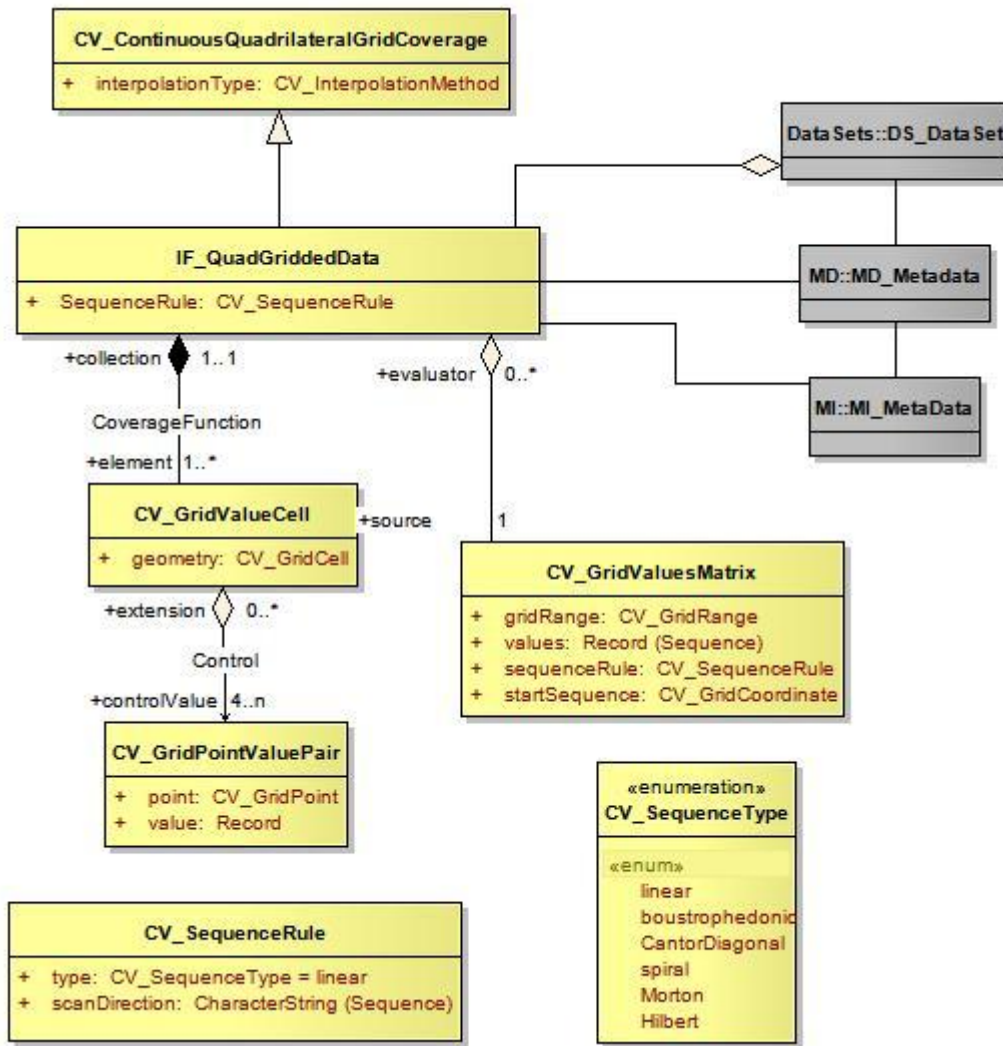 CV_ContinuousQuadrilateralGridCoverage
+ interpolationType: CV_InterpolationMethod
DataSets::DS_DataSet
IF_QuadGriddedData
+ SequenceRule: CV_SequenceRule
MD::MD_Metadata
MI::MI_MetaData
+collection 1..1
CoverageFunction
+element 1..*
+evaluator 0..*
CV_GridValueCell
+ geometry: CV_GridCell
+source 1
+extension 0..*
Control
+controlValue 4..n
CV_GridValuesMatrix
+ gridRange: CV_GridRange
+ values: Record (Sequence)
+ sequenceRule: CV_SequenceRule
+ startSequence: CV_GridCoordinate
CV_GridPointValuePair
+ point: CV_GridPoint
+ value: Record
«enumeration»
CV_SequenceType
«enum»
linear
boustrophedonic
CantorDiagonal
spiral
Morton
Hilbert
CV_SequenceRule
+ type: CV_SequenceType = linear
+ scanDirection: CharacterString (Sequence)